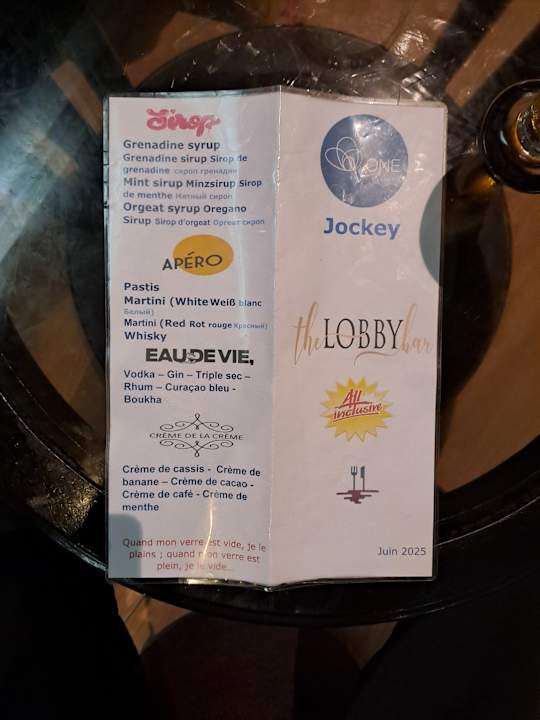 Sirop
Grenadine syrup
Grenadine sirup Sirop de
grenadine сироп гренадин
Mint sirup Minzsirup Sirop
de menthe Мятный сироп
Orgeat syrup Oregano
Sirup Sirop d'orgeat Оргеат сироп
APÉRO
Pastis
Martini (White Weiß blanc
Белый)
Martini (Red Rot rouge Красный)
Whisky
EAU DE VIE,
Vodka – Gin – Triple sec –
Rhum – Curaçao bleu -
Boukha
CRÈME DE LA CRÈME
Crème de cassis - Crème de
banane – Crème de cacao -
Crème de café - Crème de
menthe
Quand mon verre est vide, je le
plains ; quand mon verre est
plein, je le vide...
ONE
Jockey
the LOBBY bar
All
inclusive
Juin 2025